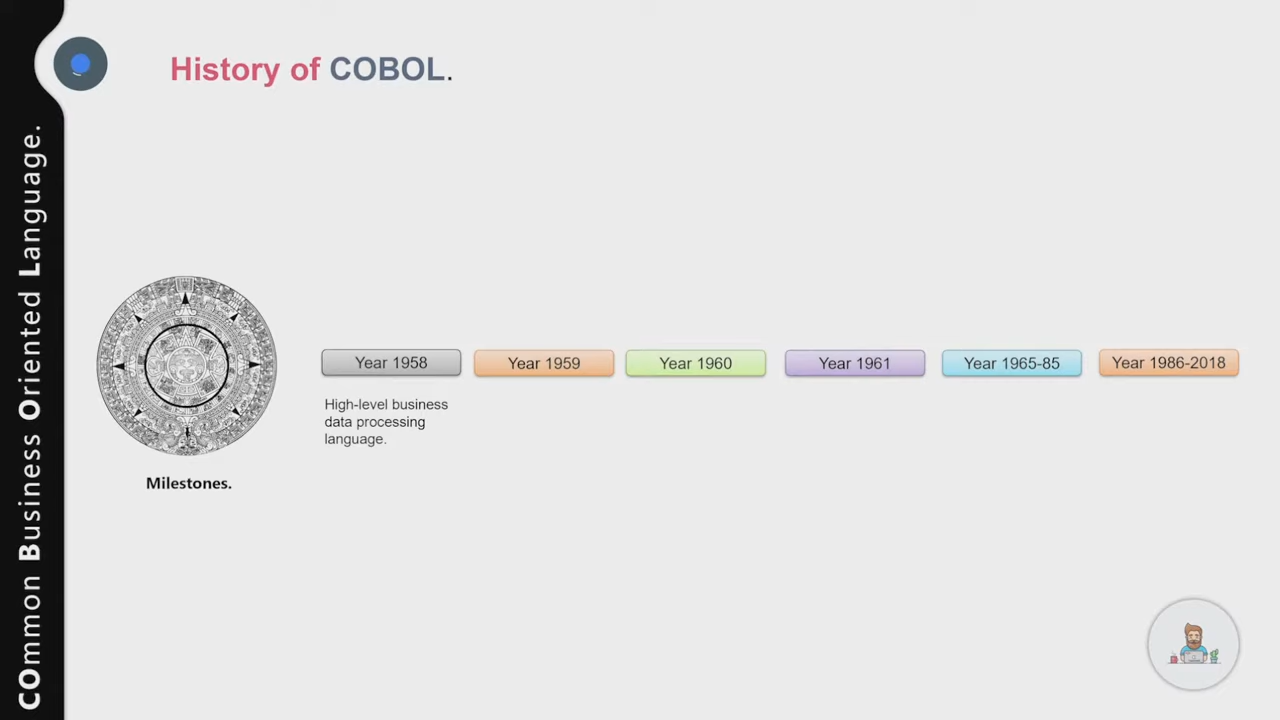 History of COBOL.
COmmon Business Oriented Language.
Year 1958
Year 1959
Year 1960
Year 1961
Year 1965-85
Year 1986-2018
High-level business
data processing
language.
Milestones.